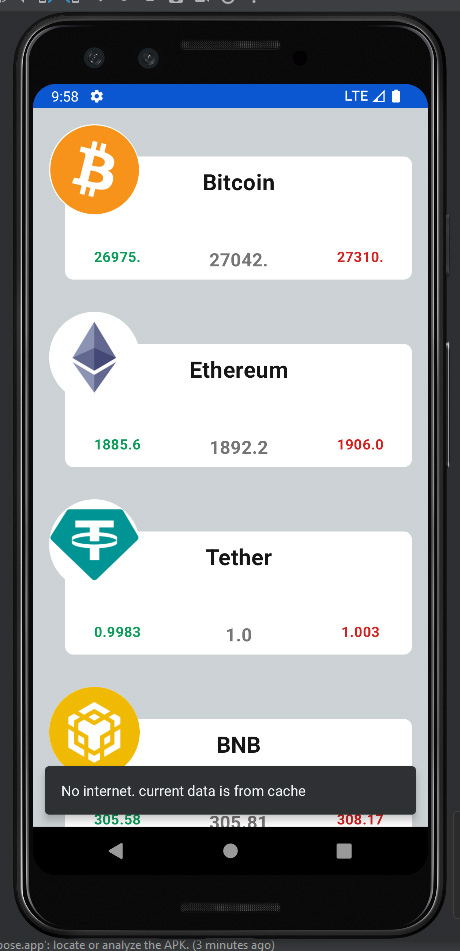 9:58
LTE
Bitcoin
26975. 27042. 27310.
Ethereum
1885.6 1892.2 1906.0
Tether
0.9983 1.0 1.003
BNB
No internet. current data is from cache
305.58 305.81 308.17
pose.app': locate or analyze the APK. (3 minutes ago)